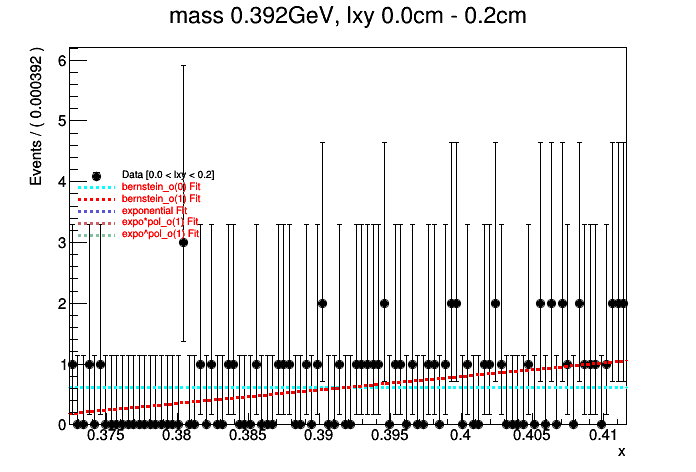 mass 0.392GeV, lxy 0.0cm - 0.2cm
Events / ( 0.000392 )
6
5
4
3
2
1
0
Data [0.0 < lxy < 0.2]
bernstein_o(0) Fit
bernstein_o(1) Fit
exponential Fit
expo*pol_o(1) Fit
expo^pol_o(1) Fit
0.375 0.38 0.385 0.39 0.395 0.4 0.405 0.41
x